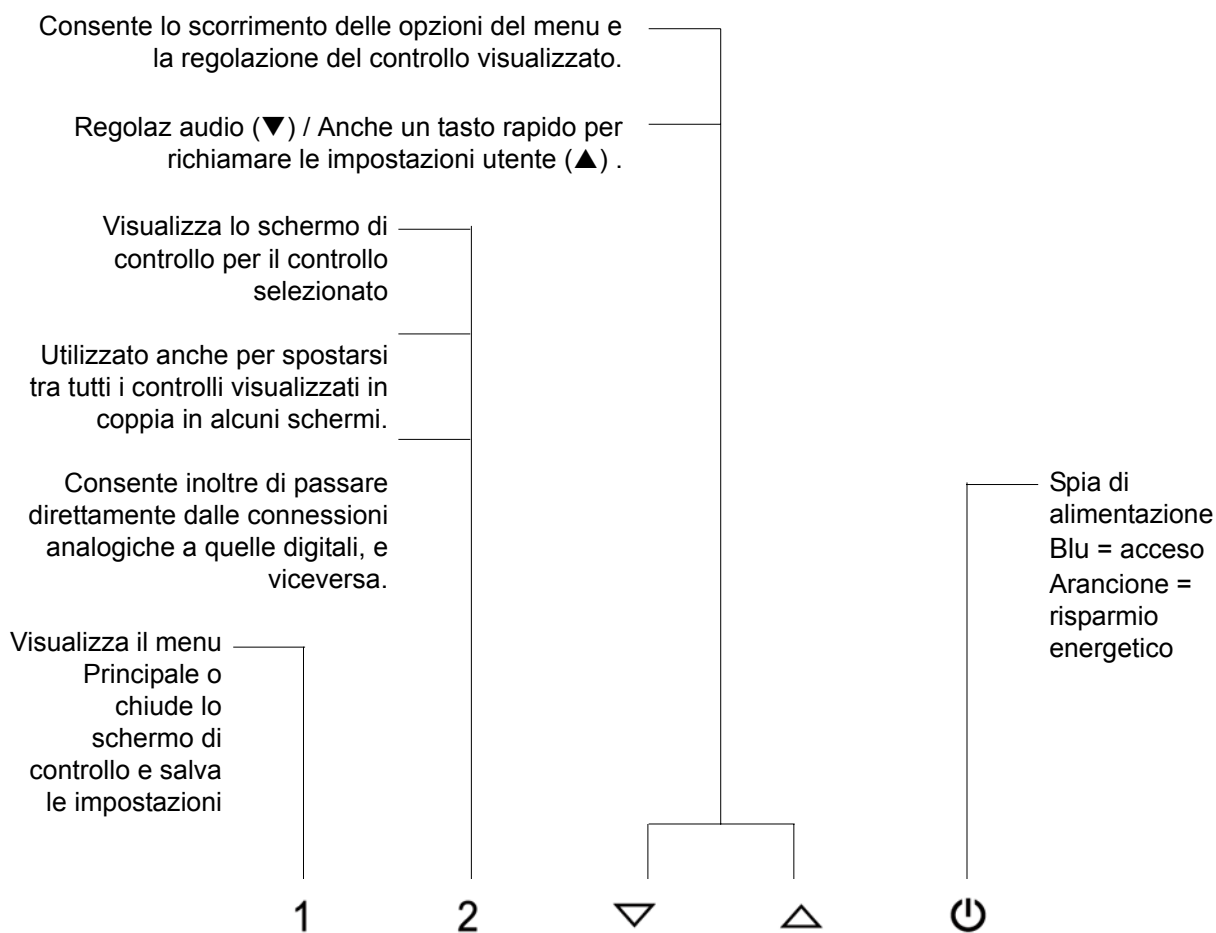 Consente lo scorrimento delle opzioni del menu e
la regolazione del controllo visualizzato.
Regolaz audio (▼) / Anche un tasto rapido per
richiamare le impostazioni utente (▲) .
Visualizza lo schermo di
controllo per il controllo
selezionato
Utilizzato anche per spostarsi
tra tutti i controlli visualizzati in
coppia in alcuni schermi.
Consente inoltre di passare
direttamente dalle connessioni
analogiche a quelle digitali, e
viceversa.
Spia di
alimentazione
Blu = acceso
Arancione =
risparmio
energetico
Visualizza il menu
Principale o
chiude lo
schermo di
controllo e salva
le impostazioni
1 2 ▽ △ ⏻